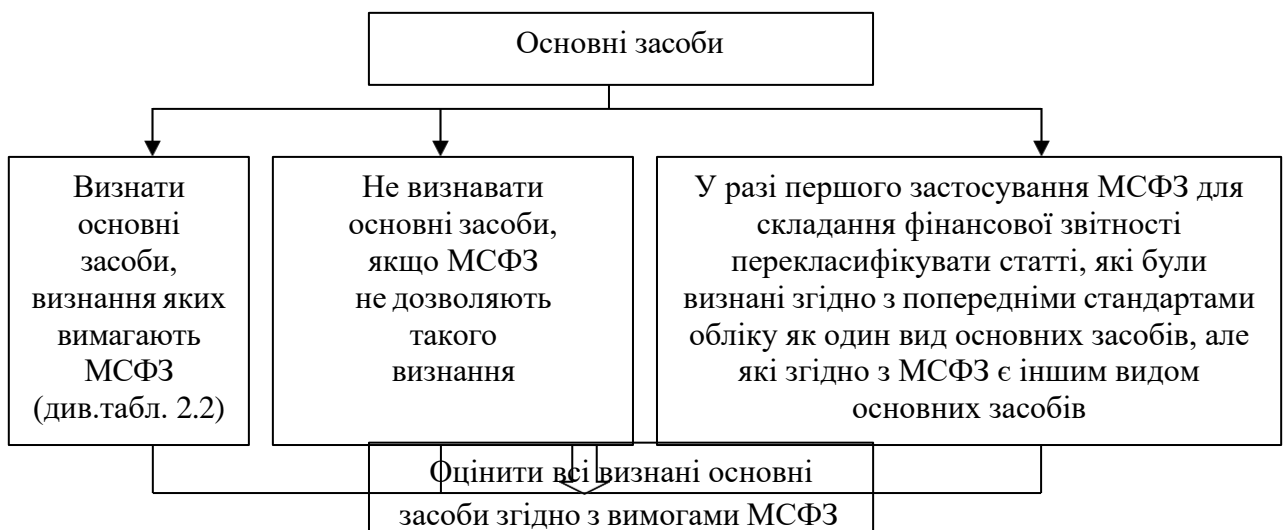 Основні засоби
Визнати
основні
засоби,
визнання яких
вимагають
МСФЗ
(див.табл. 2.2)
Не визнавати
основні засоби,
якщо МСФЗ
не дозволяють
такого
визнання
У разі першого застосування МСФЗ для
складання фінансової звітності
перекласифікувати статті, які були
визнані згідно з попередніми стандартами
обліку як один вид основних засобів, але
які згідно з МСФЗ є іншим видом
основних засобів
Оцінити всі визнані основні
засоби згідно з вимогами МСФЗ